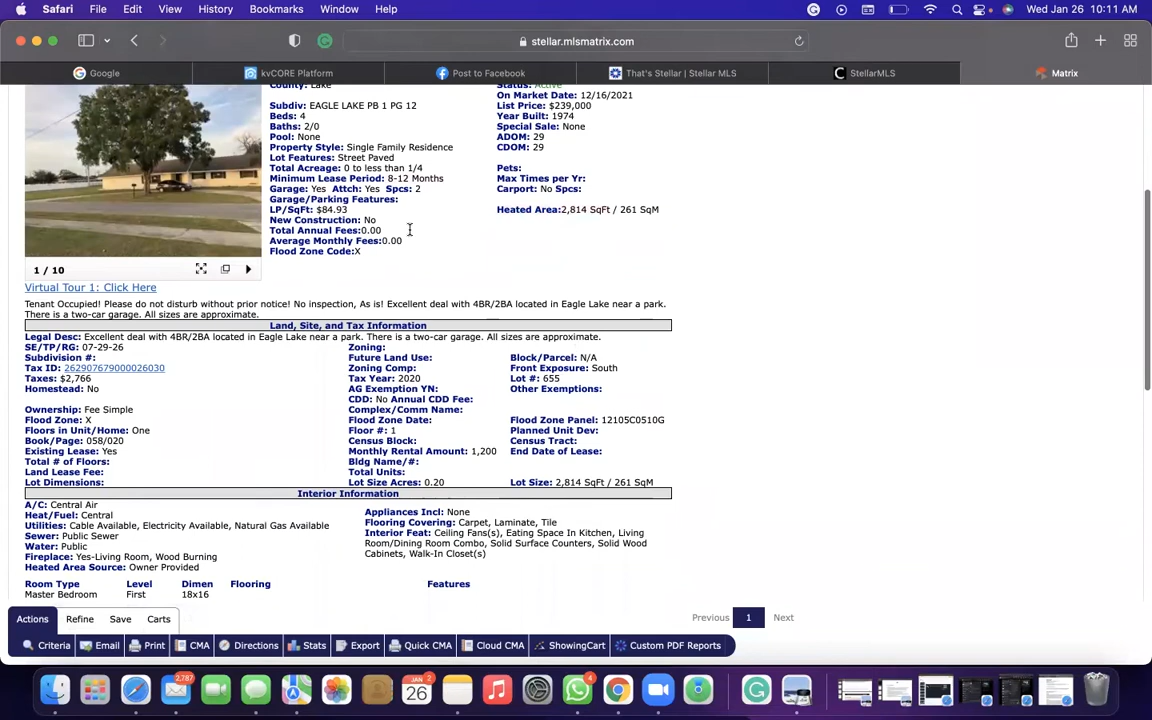 Safari File Edit View History Bookmarks Window Help Wed Jan 26 10:11 AM
stellar.mlsmatrix.com
Google kvCORE Platform Post to Facebook That's Stellar | Stellar MLS StellarMLS Matrix
County: Lake Status: Active
On Market Date: 12/16/2021
Subdiv: EAGLE LAKE PB 1 PG 12 List Price: $239,000
Beds: 4 Year Built: 1974
Baths: 2/0 Special Sale: None
Pool: None ADOM: 29
Property Style: Single Family Residence CDOM: 29
Lot Features: Street Paved
Total Acreage: 0 to less than 1/4 Pets:
Minimum Lease Period: 8-12 Months Max Times per Yr:
Garage: Yes Attch: Yes Spcs: 2 Carport: No Spcs:
Garage/Parking Features:
LP/SqFt: $84.93 Heated Area:2,814 SqFt / 261 SqM
New Construction: No
Total Annual Fees:0.00
Average Monthly Fees:0.00
Flood Zone Code:X
1 / 10
Virtual Tour 1: Click Here
Tenant Occupied! Please do not disturb without prior notice! No inspection, As is! Excellent deal with 4BR/2BA located in Eagle Lake near a park.
There is a two-car garage. All sizes are approximate.
Land, Site, and Tax Information
Legal Desc: Excellent deal with 4BR/2BA located in Eagle Lake near a park. There is a two-car garage. All sizes are approximate.
SE/TP/RG: 07-29-26 Zoning:
Subdivision #: Future Land Use: Block/Parcel: N/A
Tax ID: 262907679000026030 Zoning Comp: Front Exposure: South
Taxes: $2,766 Tax Year: 2020 Lot #: 655
Homestead: No AG Exemption YN: Other Exemptions:
CDD: No Annual CDD Fee:
Ownership: Fee Simple Complex/Comm Name:
Flood Zone: X Flood Zone Date: Flood Zone Panel: 12105C0510G
Floors in Unit/Home: One Floor #: 1 Planned Unit Dev:
Book/Page: 058/020 Census Block: Census Tract:
Existing Lease: Yes Monthly Rental Amount: 1,200 End Date of Lease:
Total # of Floors: Bldg Name/#:
Land Lease Fee: Total Units:
Lot Dimensions: Lot Size Acres: 0.20 Lot Size: 2,814 SqFt / 261 SqM
Interior Information
A/C: Central Air Appliances Incl: None
Heat/Fuel: Central Flooring Covering: Carpet, Laminate, Tile
Utilities: Cable Available, Electricity Available, Natural Gas Available Interior Feat: Ceiling Fans(s), Eating Space In Kitchen, Living
Sewer: Public Sewer Room/Dining Room Combo, Solid Surface Counters, Solid Wood
Water: Public Cabinets, Walk-In Closet(s)
Fireplace: Yes-Living Room, Wood Burning
Heated Area Source: Owner Provided
Room Type Level Dimen Flooring Features
Master Bedroom First 18x16
Actions Refine Save Carts Previous 1 Next
Criteria Email Print CMA Directions Stats Export Quick CMA Cloud CMA ShowingCart Custom PDF Reports
2,787 JAN 26 2 4